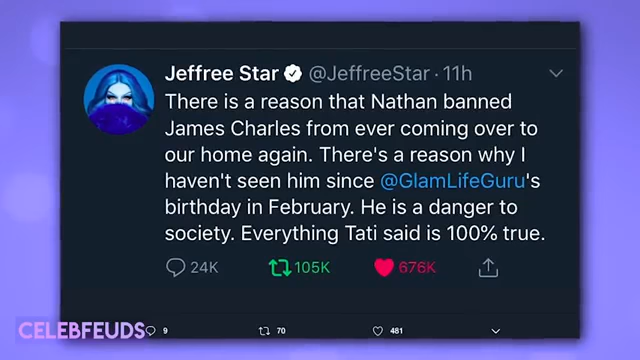 Jeffree Star @JeffreeStar · 11h
There is a reason that Nathan banned
James Charles from ever coming over to
our home again. There's a reason why I
haven't seen him since @GlamLifeGuru's
birthday in February. He is a danger to
society. Everything Tati said is 100% true.
24K 105K 676K
CELEBFEUDS 9 70 481